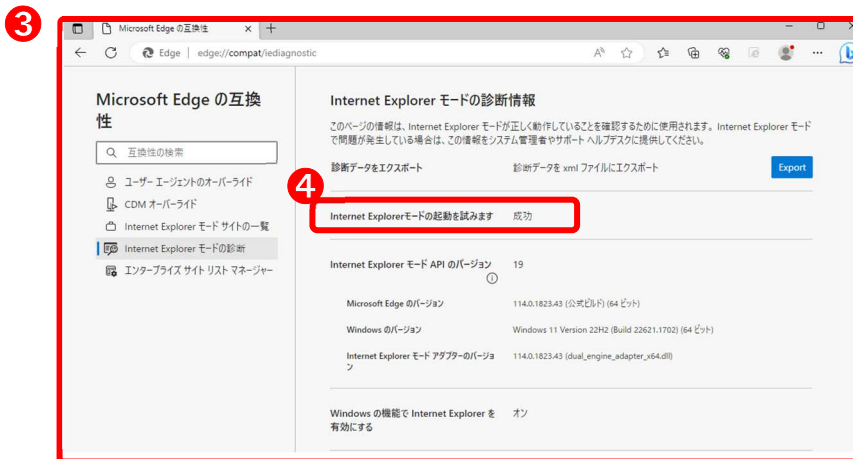 3
Microsoft Edge の互換性
Edge | edge://compat/iediagnostic
Microsoft Edge の互換
性
互換性の検索
ユーザー エージェントのオーバーライド
CDM オーバーライド
Internet Explorer モード サイトの一覧
Internet Explorer モードの診断
エンタープライズ サイト リスト マネージャー
Internet Explorer モードの診断情報
このページの情報は、Internet Explorer モードが正しく動作していることを確認するために使用されます。Internet Explorer モード
で問題が発生している場合は、この情報をシステム管理者やサポート ヘルプデスクに提供してください。
診断データをエクスポート 診断データを xml ファイルにエクスポート Export
4
Internet Explorerモードの起動を試みます 成功
Internet Explorer モード API のバージョン 19
Microsoft Edge のバージョン 114.0.1823.43 (公式ビルド) (64 ビット)
Windows のバージョン Windows 11 Version 22H2 (Build 22621.1702) (64 ビット)
Internet Explorer モード アダプターのバージョ 114.0.1823.43 (dual_engine_adapter_x64.dll)
ン
Windows の機能で Internet Explorer を オン
有効にする